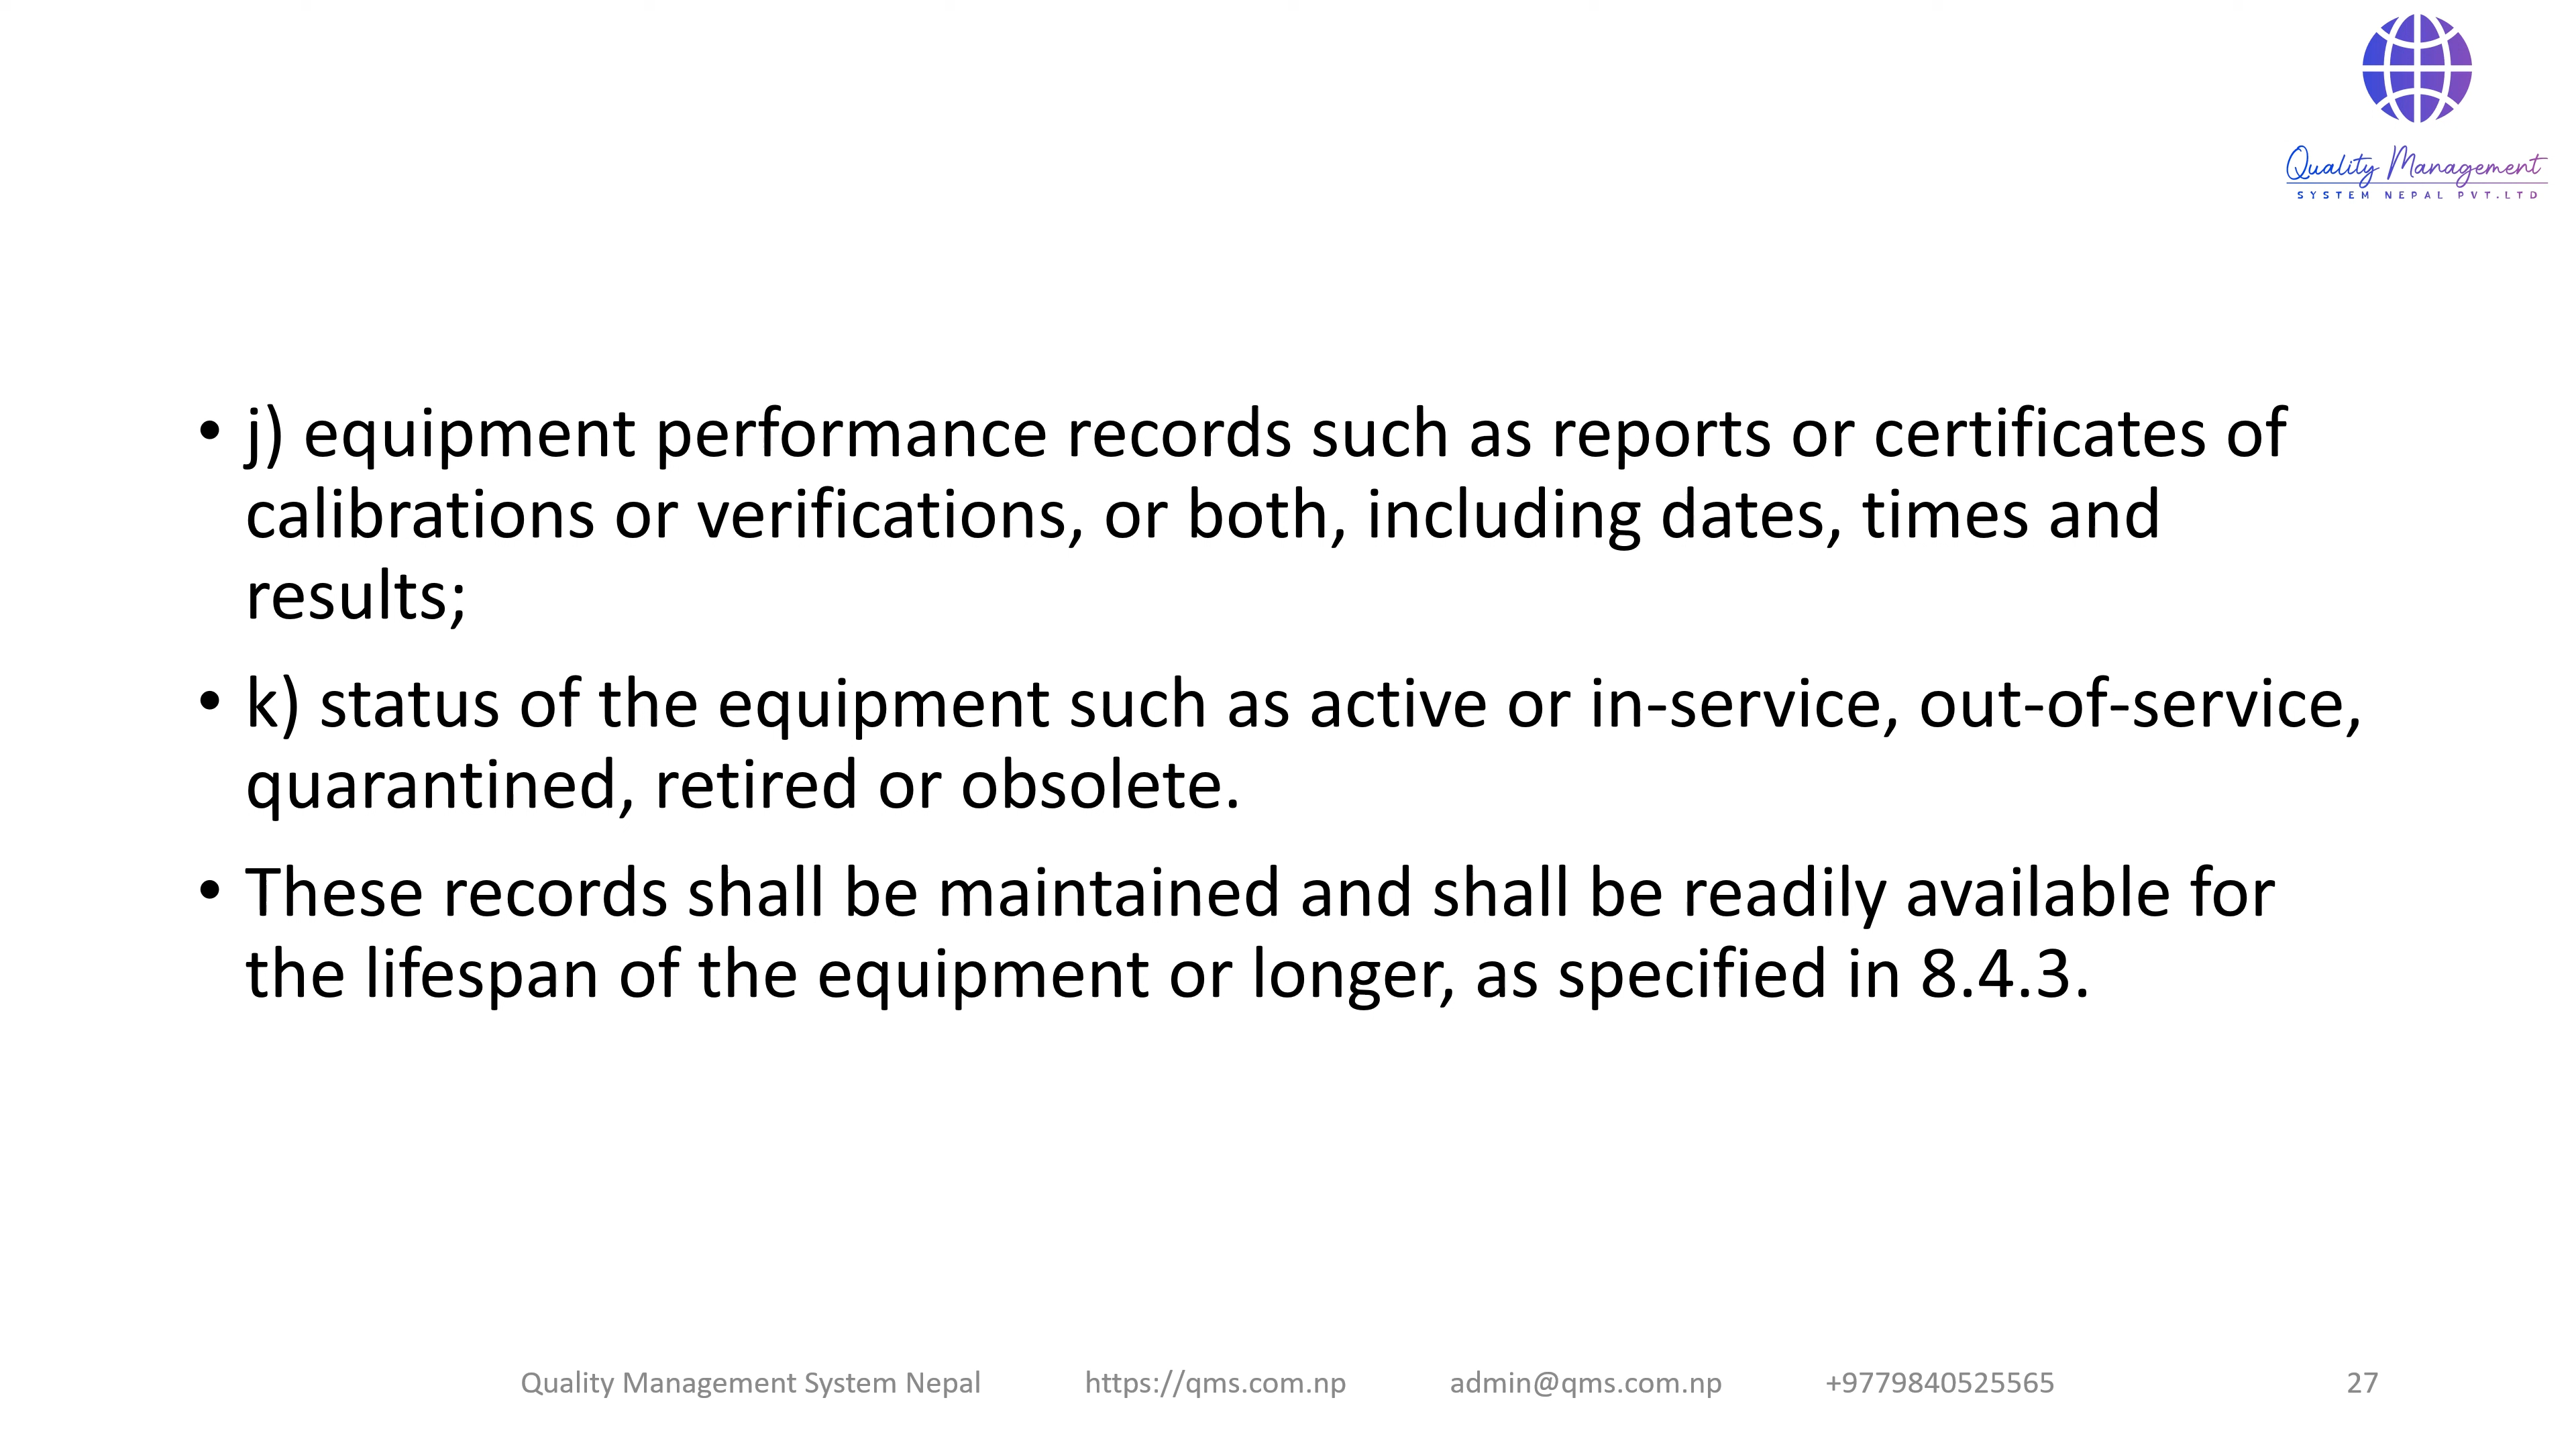 Quality Management
SYSTEM NEPAL PVT.LTD
• j) equipment performance records such as reports or certificates of
calibrations or verifications, or both, including dates, times and
results;
• k) status of the equipment such as active or in-service, out-of-service,
quarantined, retired or obsolete.
• These records shall be maintained and shall be readily available for
the lifespan of the equipment or longer, as specified in 8.4.3.
Quality Management System Nepal https://qms.com.np admin@qms.com.np +9779840525565 27